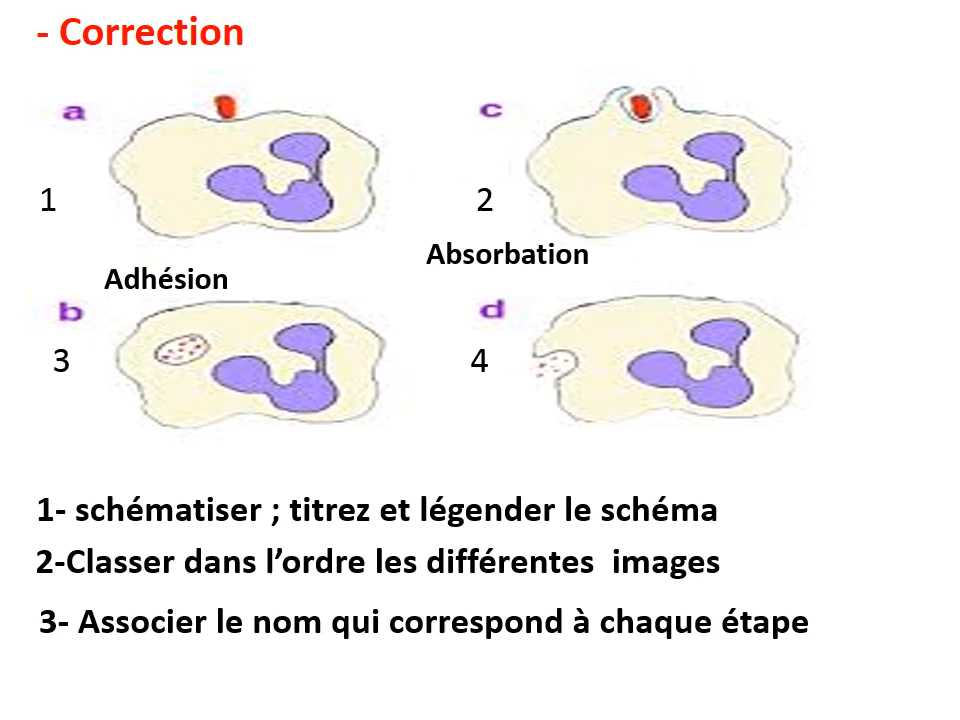 - Correction
a
c
1
2
Absorbation
Adhésion
b
d
3
4
1- schématiser ; titrez et légender le schéma
2-Classer dans l’ordre les différentes  images
3- Associer le nom qui correspond à chaque étape